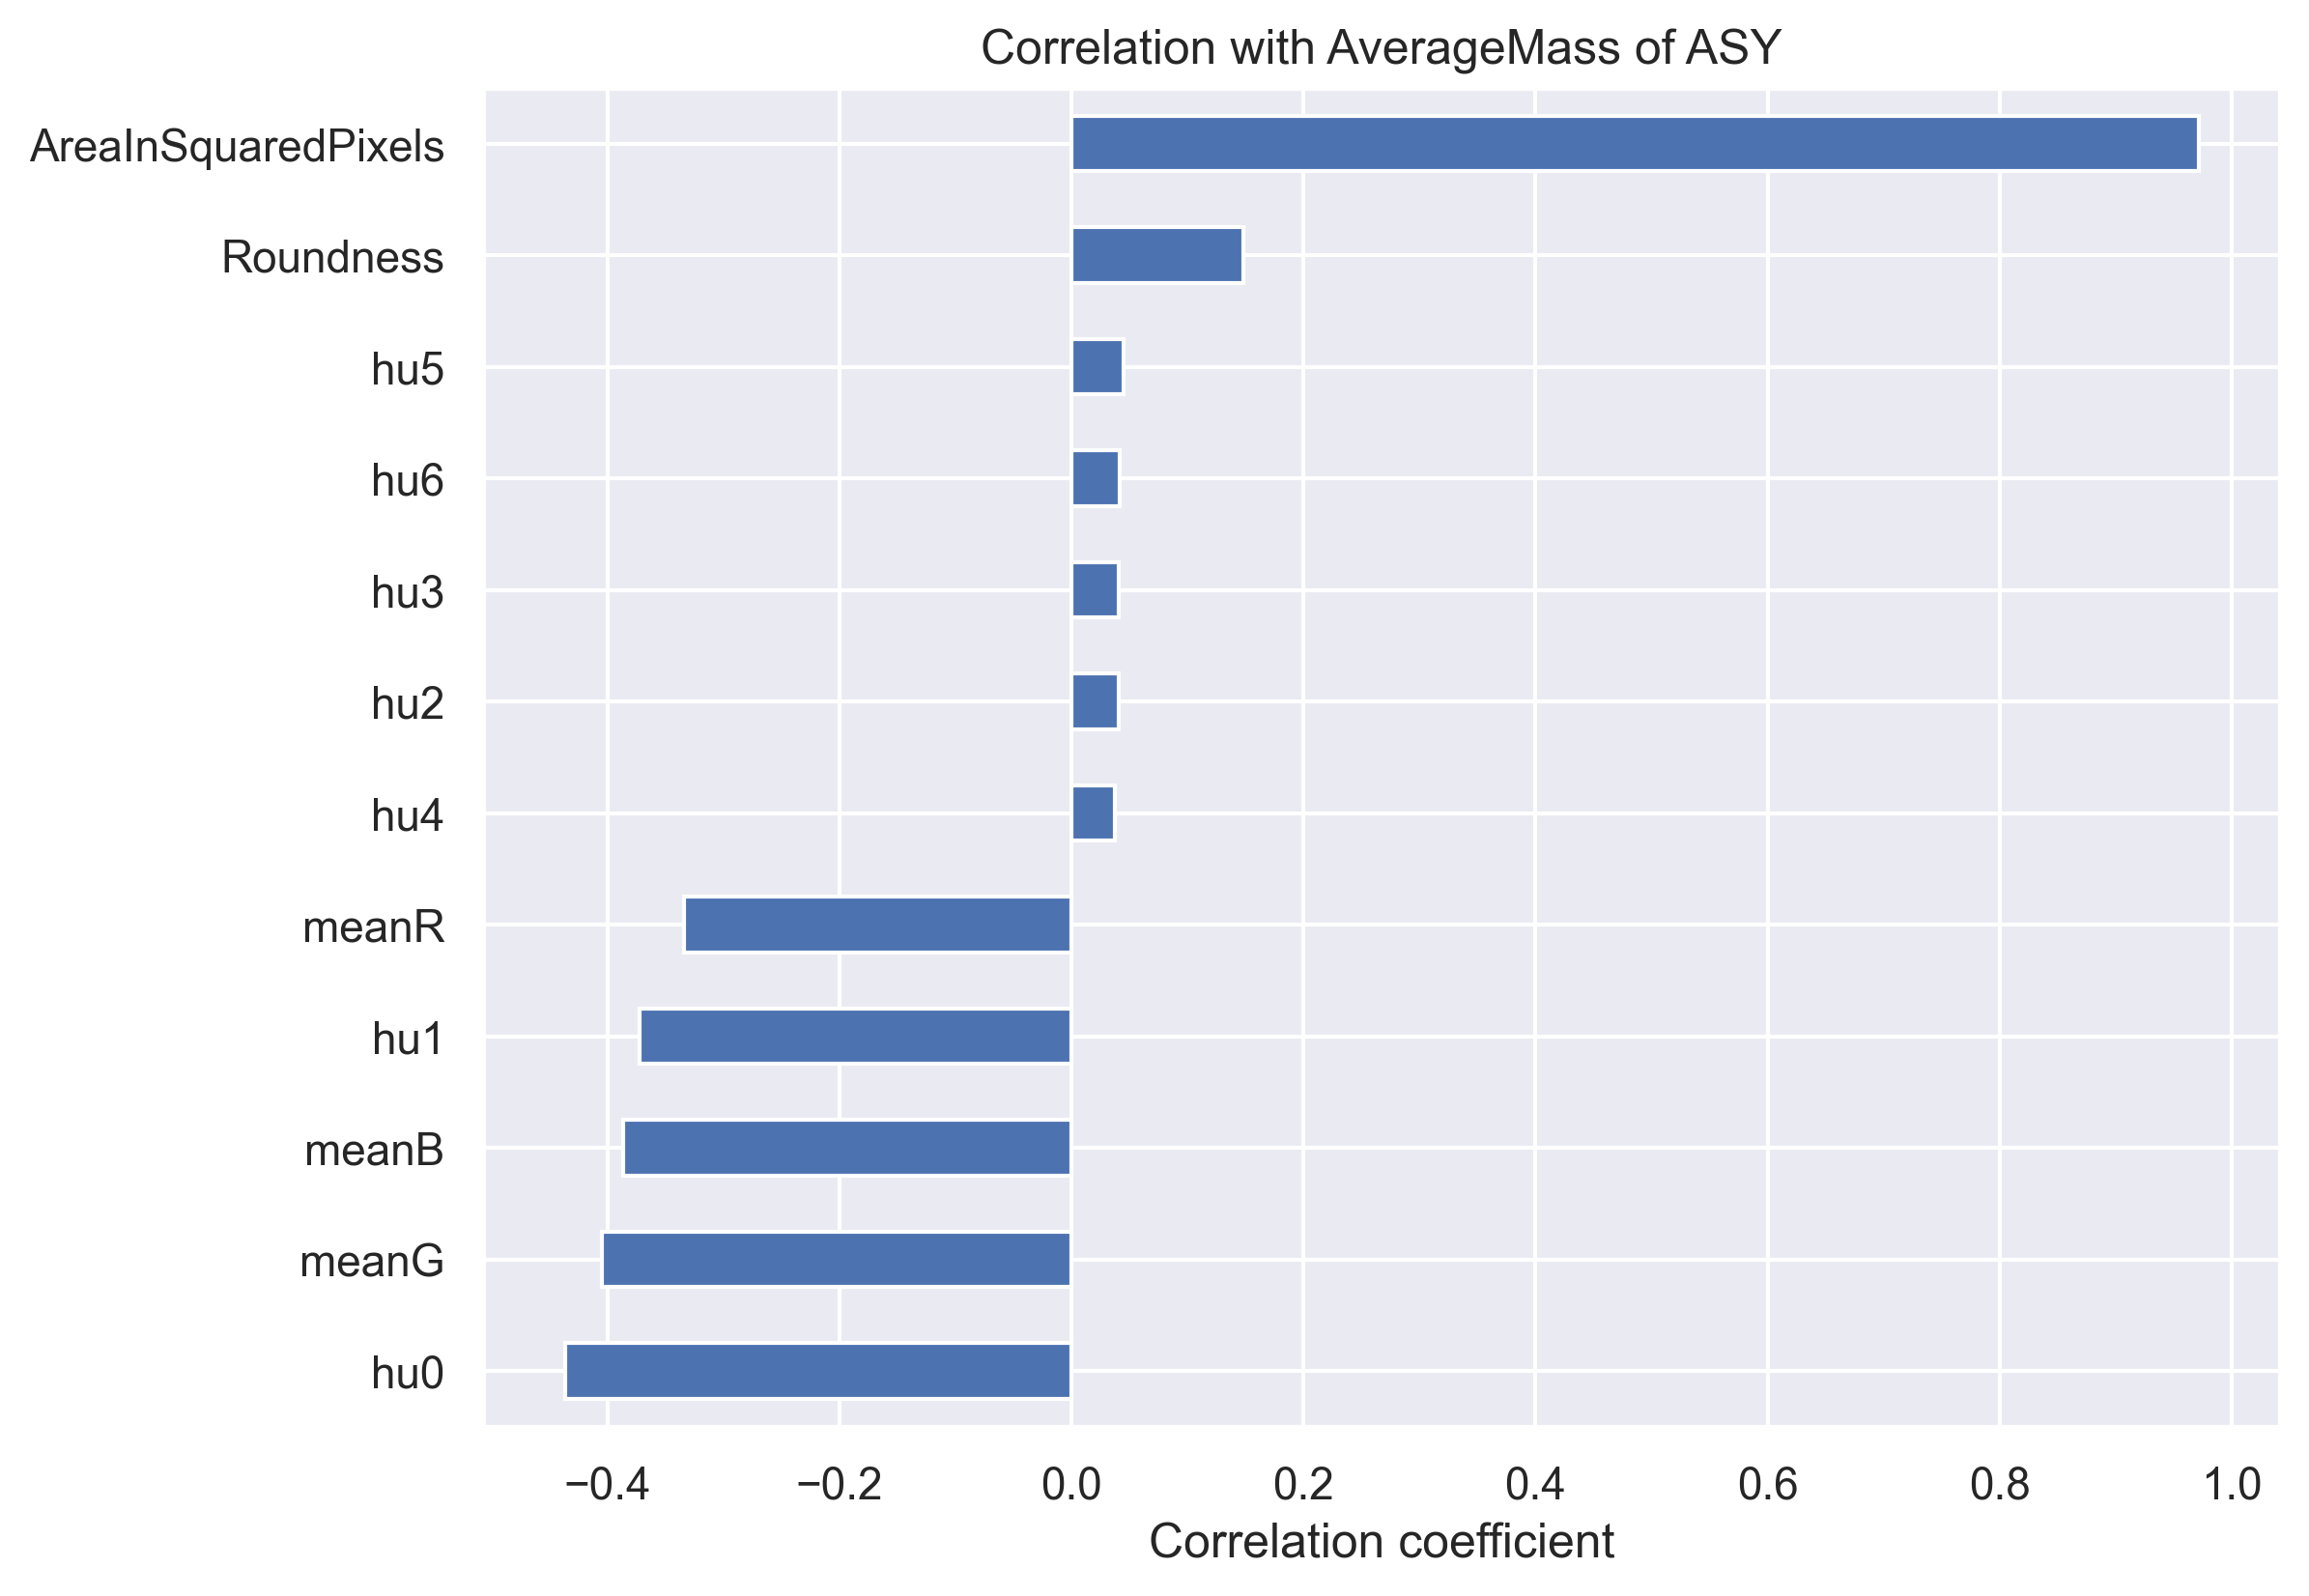 Correlation with AverageMass of ASY
AreaInSquaredPixels
Roundness
hu5
hu6
hu3
hu2
hu4
meanR
hu1
meanB
meanG
hu0
−0.4 −0.2 0.0 0.2 0.4 0.6 0.8 1.0
Correlation coefficient